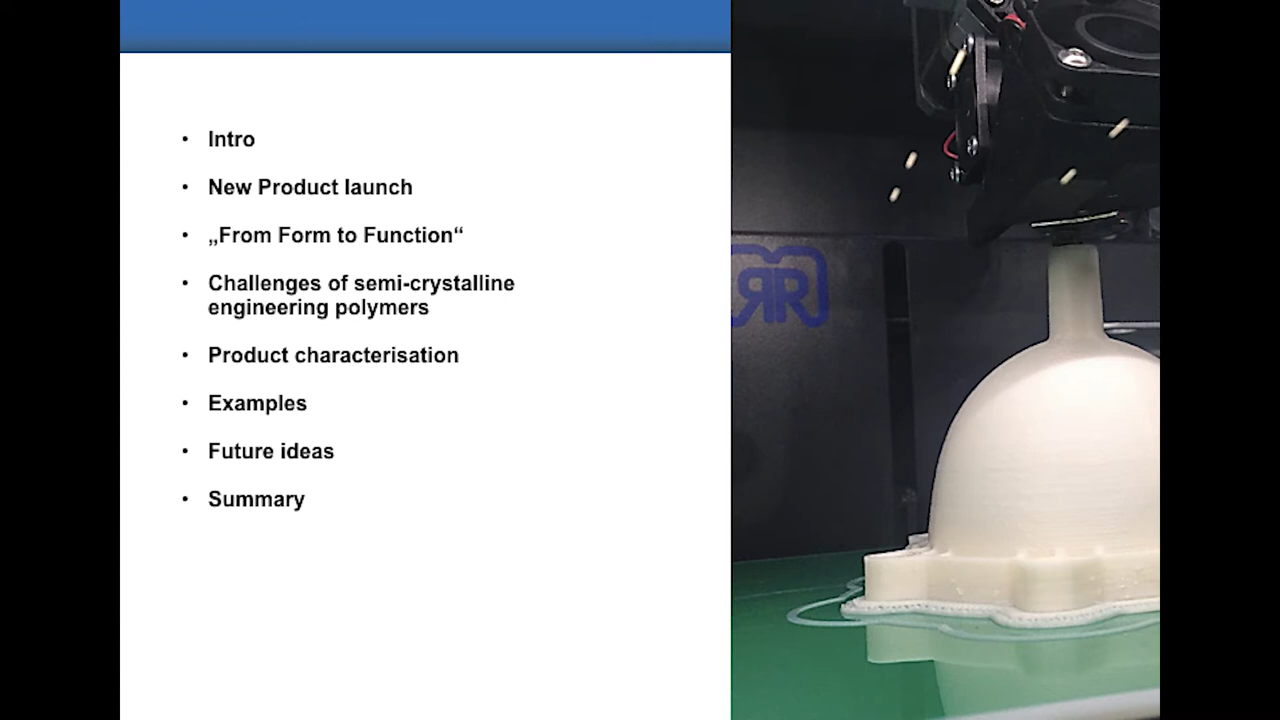 • Intro
• New Product launch
• „From Form to Function“
• Challenges of semi-crystalline
engineering polymers
• Product characterisation
• Examples
• Future ideas
• Summary